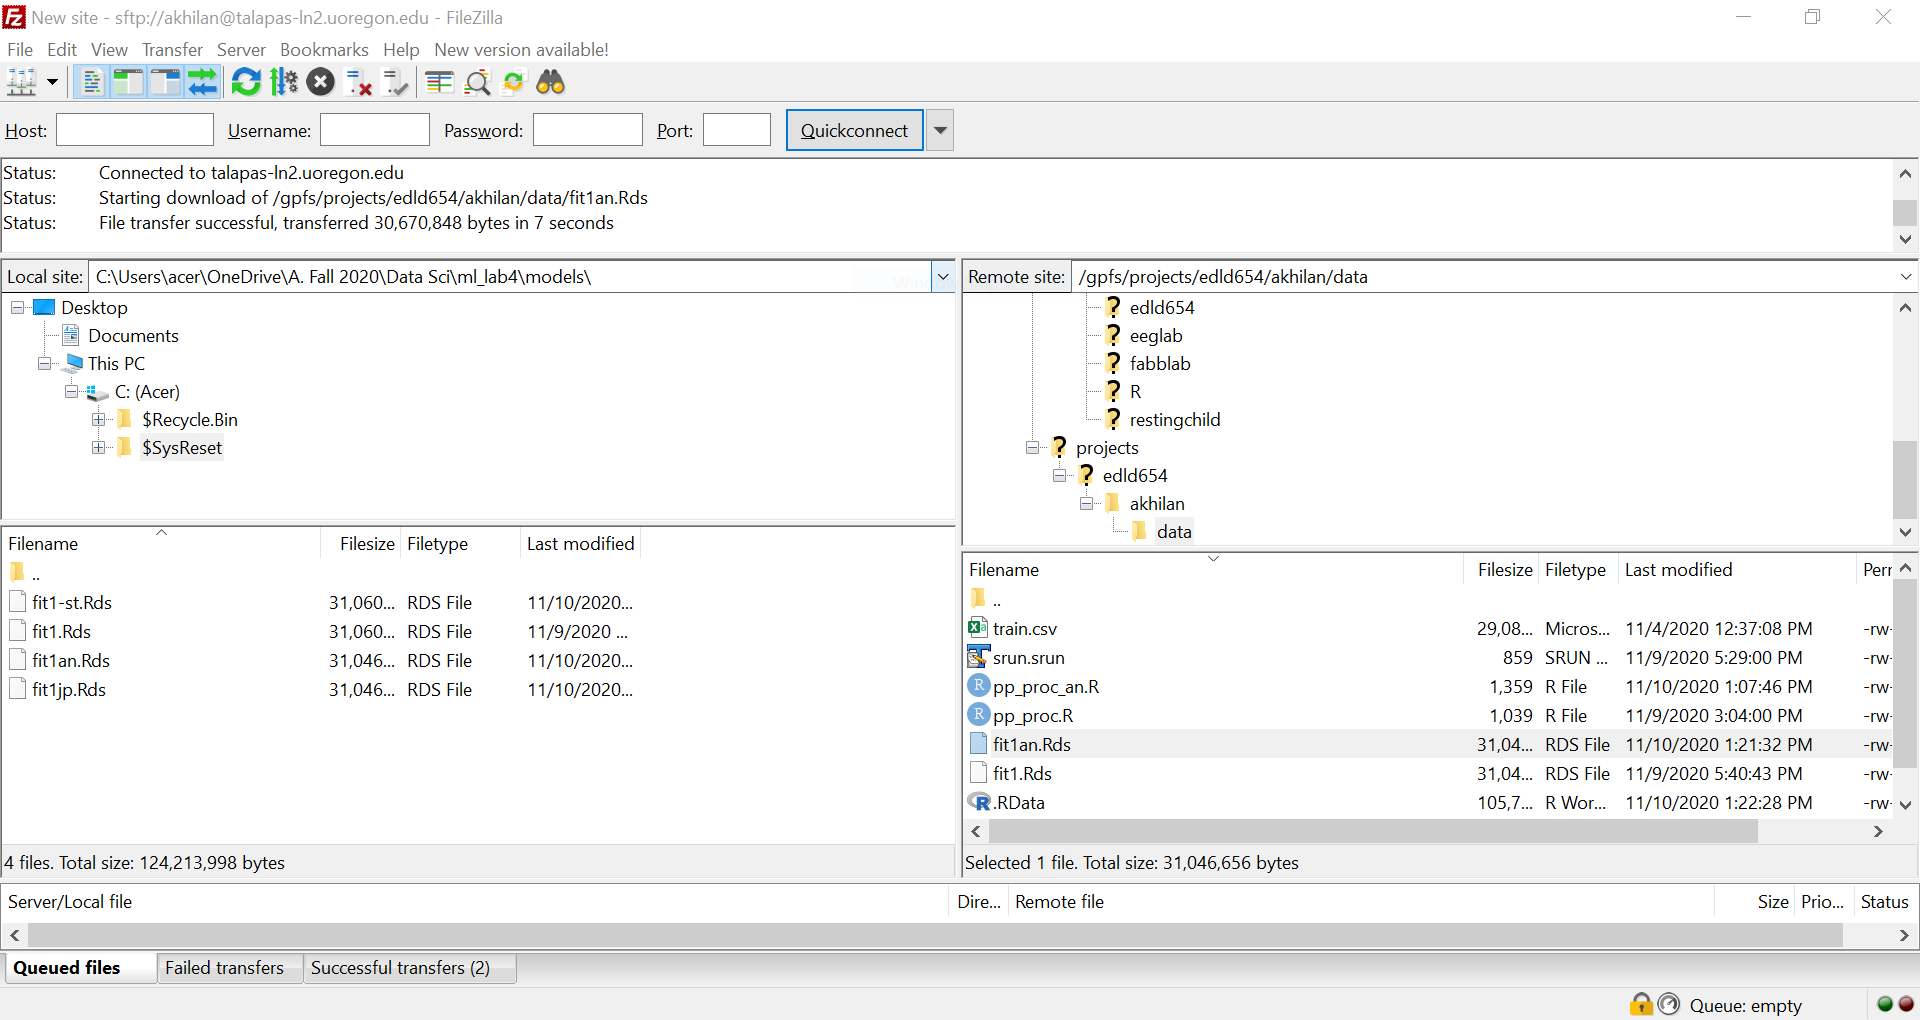 New site - sftp://akhilan@talapas-ln2.uoregon.edu - FileZilla
File Edit View Transfer Server Bookmarks Help New version available!
Host: Username: Password: Port: Quickconnect
Status: Connected to talapas-ln2.uoregon.edu
Status: Starting download of /gpfs/projects/edld654/akhilan/data/fit1an.Rds
Status: File transfer successful, transferred 30,670,848 bytes in 7 seconds
Local site: C:\Users\acer\OneDrive\A. Fall 2020\Data Sci\ml_lab4\models\
Desktop
Documents
This PC
C: (Acer)
$Recycle.Bin
$SysReset
Filename Filesize Filetype Last modified
..
fit1-st.Rds 31,060... RDS File 11/10/2020...
fit1.Rds 31,060... RDS File 11/9/2020 ...
fit1an.Rds 31,046... RDS File 11/10/2020...
fit1jp.Rds 31,046... RDS File 11/10/2020...
4 files. Total size: 124,213,998 bytes
Remote site: /gpfs/projects/edld654/akhilan/data
edld654
eeglab
fabblab
R
restingchild
projects
edld654
akhilan
data
Filename Filesize Filetype Last modified Perr
..
train.csv 29,08... Micros... 11/4/2020 12:37:08 PM -rw-
srun.srun 859 SRUN ... 11/9/2020 5:29:00 PM -rw-
pp_proc_an.R 1,359 R File 11/10/2020 1:07:46 PM -rw-
pp_proc.R 1,039 R File 11/9/2020 3:04:00 PM -rw-
fit1an.Rds 31,04... RDS File 11/10/2020 1:21:32 PM -rw-
fit1.Rds 31,04... RDS File 11/9/2020 5:40:43 PM -rw-
.RData 105,7... R Wor... 11/10/2020 1:22:28 PM -rw-
Selected 1 file. Total size: 31,046,656 bytes
Server/Local file Dire... Remote file Size Prio... Status
Queued files Failed transfers Successful transfers (2)
Queue: empty